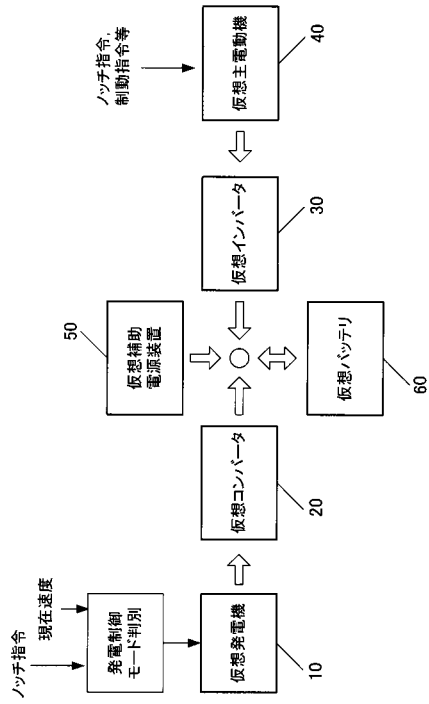 ノッチ指令
現在速度
発電制御
モード判別
仮想発電機
10
仮想コンバータ
20
仮想補助
電源装置
50
仮想バッテリ
60
仮想インバータ
30
ノッチ指令,
制動指令等
仮想主電動機
40